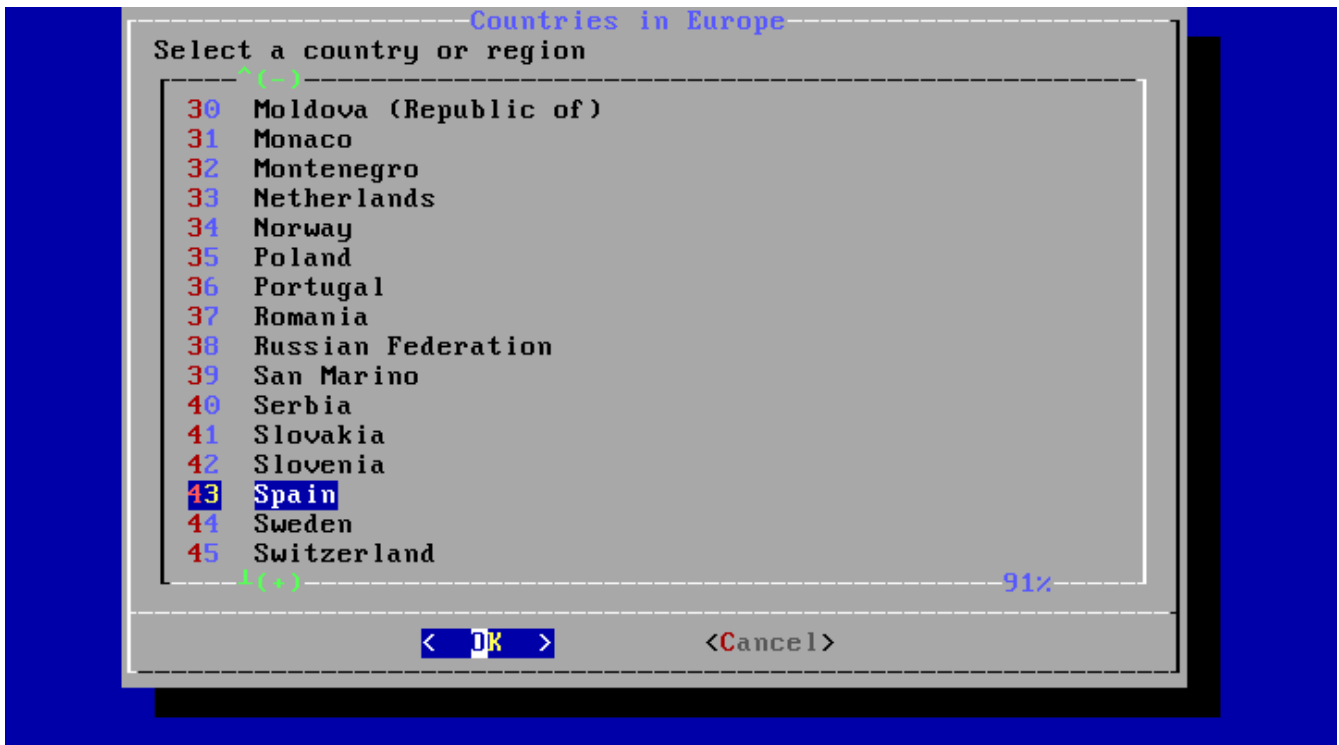 Countries in Europe
Select a country or region
^(-)
30 Moldova (Republic of)
31 Monaco
32 Montenegro
33 Netherlands
34 Norway
35 Poland
36 Portugal
37 Romania
38 Russian Federation
39 San Marino
40 Serbia
41 Slovakia
42 Slovenia
43 Spain
44 Sweden
45 Switzerland
┴(+) 91%
< OK > <Cancel>